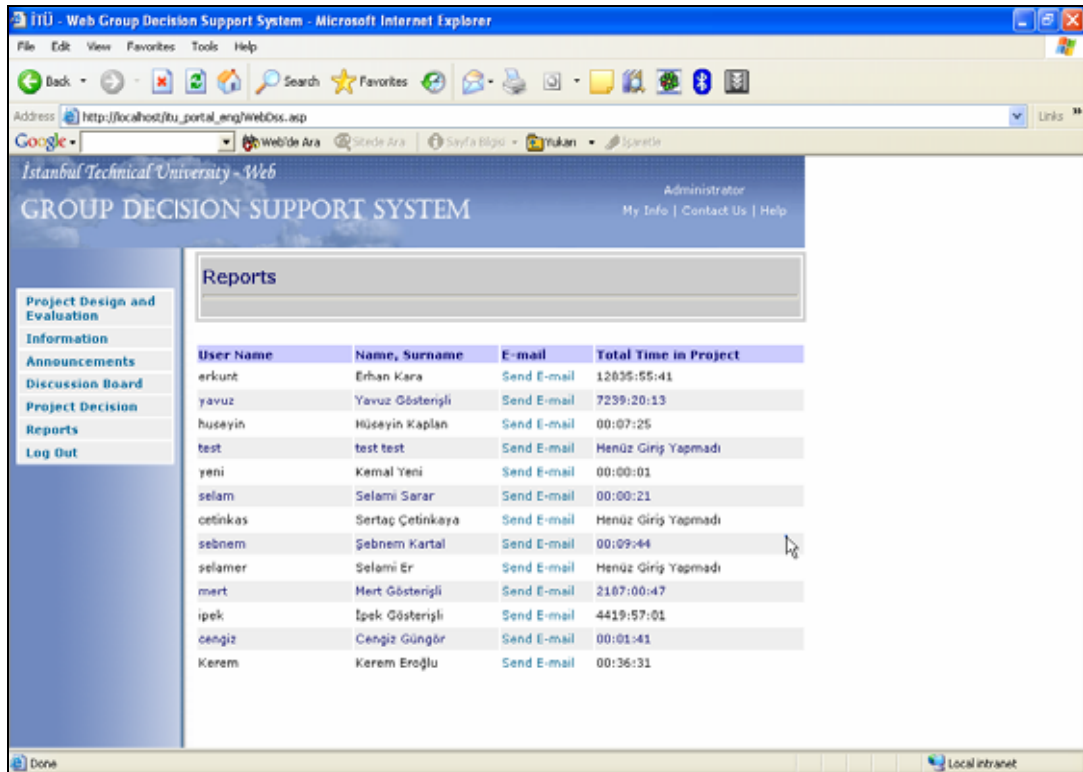 İTÜ - Web Group Decision Support System - Microsoft Internet Explorer
File Edit View Favorites Tools Help
Back Search Favorites
Address http://localhost/itu_portal_eng/WebDss.asp Links »
Google Web'de Ara Sitede Ara Sayfa Bilgisi Yukarı İşaretle
İstanbul Technical University - Web
GROUP DECISION SUPPORT SYSTEM
Administrator
My Info | Contact Us | Help
Project Design and
Evaluation
Information
Announcements
Discussion Board
Project Decision
Reports
Log Out
Reports
User Name Name, Surname E-mail Total Time in Project
erkunt Erhan Kara Send E-mail 12835:55:41
yavuz Yavuz Gösterişli Send E-mail 7239:20:13
huseyin Hüseyin Kaplan Send E-mail 00:07:25
test test test Send E-mail Henüz Giriş Yapmadı
yeni Kemal Yeni Send E-mail 00:00:01
selam Selami Sarar Send E-mail 00:00:21
cetinkas Sertaç Çetinkaya Send E-mail Henüz Giriş Yapmadı
sebnem Şebnem Kartal Send E-mail 00:09:44
selamer Selami Er Send E-mail Henüz Giriş Yapmadı
mert Mert Gösterişli Send E-mail 2187:00:47
ipek İpek Gösterişli Send E-mail 4419:57:01
cengiz Cengiz Güngör Send E-mail 00:01:41
Kerem Kerem Eroğlu Send E-mail 00:36:31
Done Local intranet